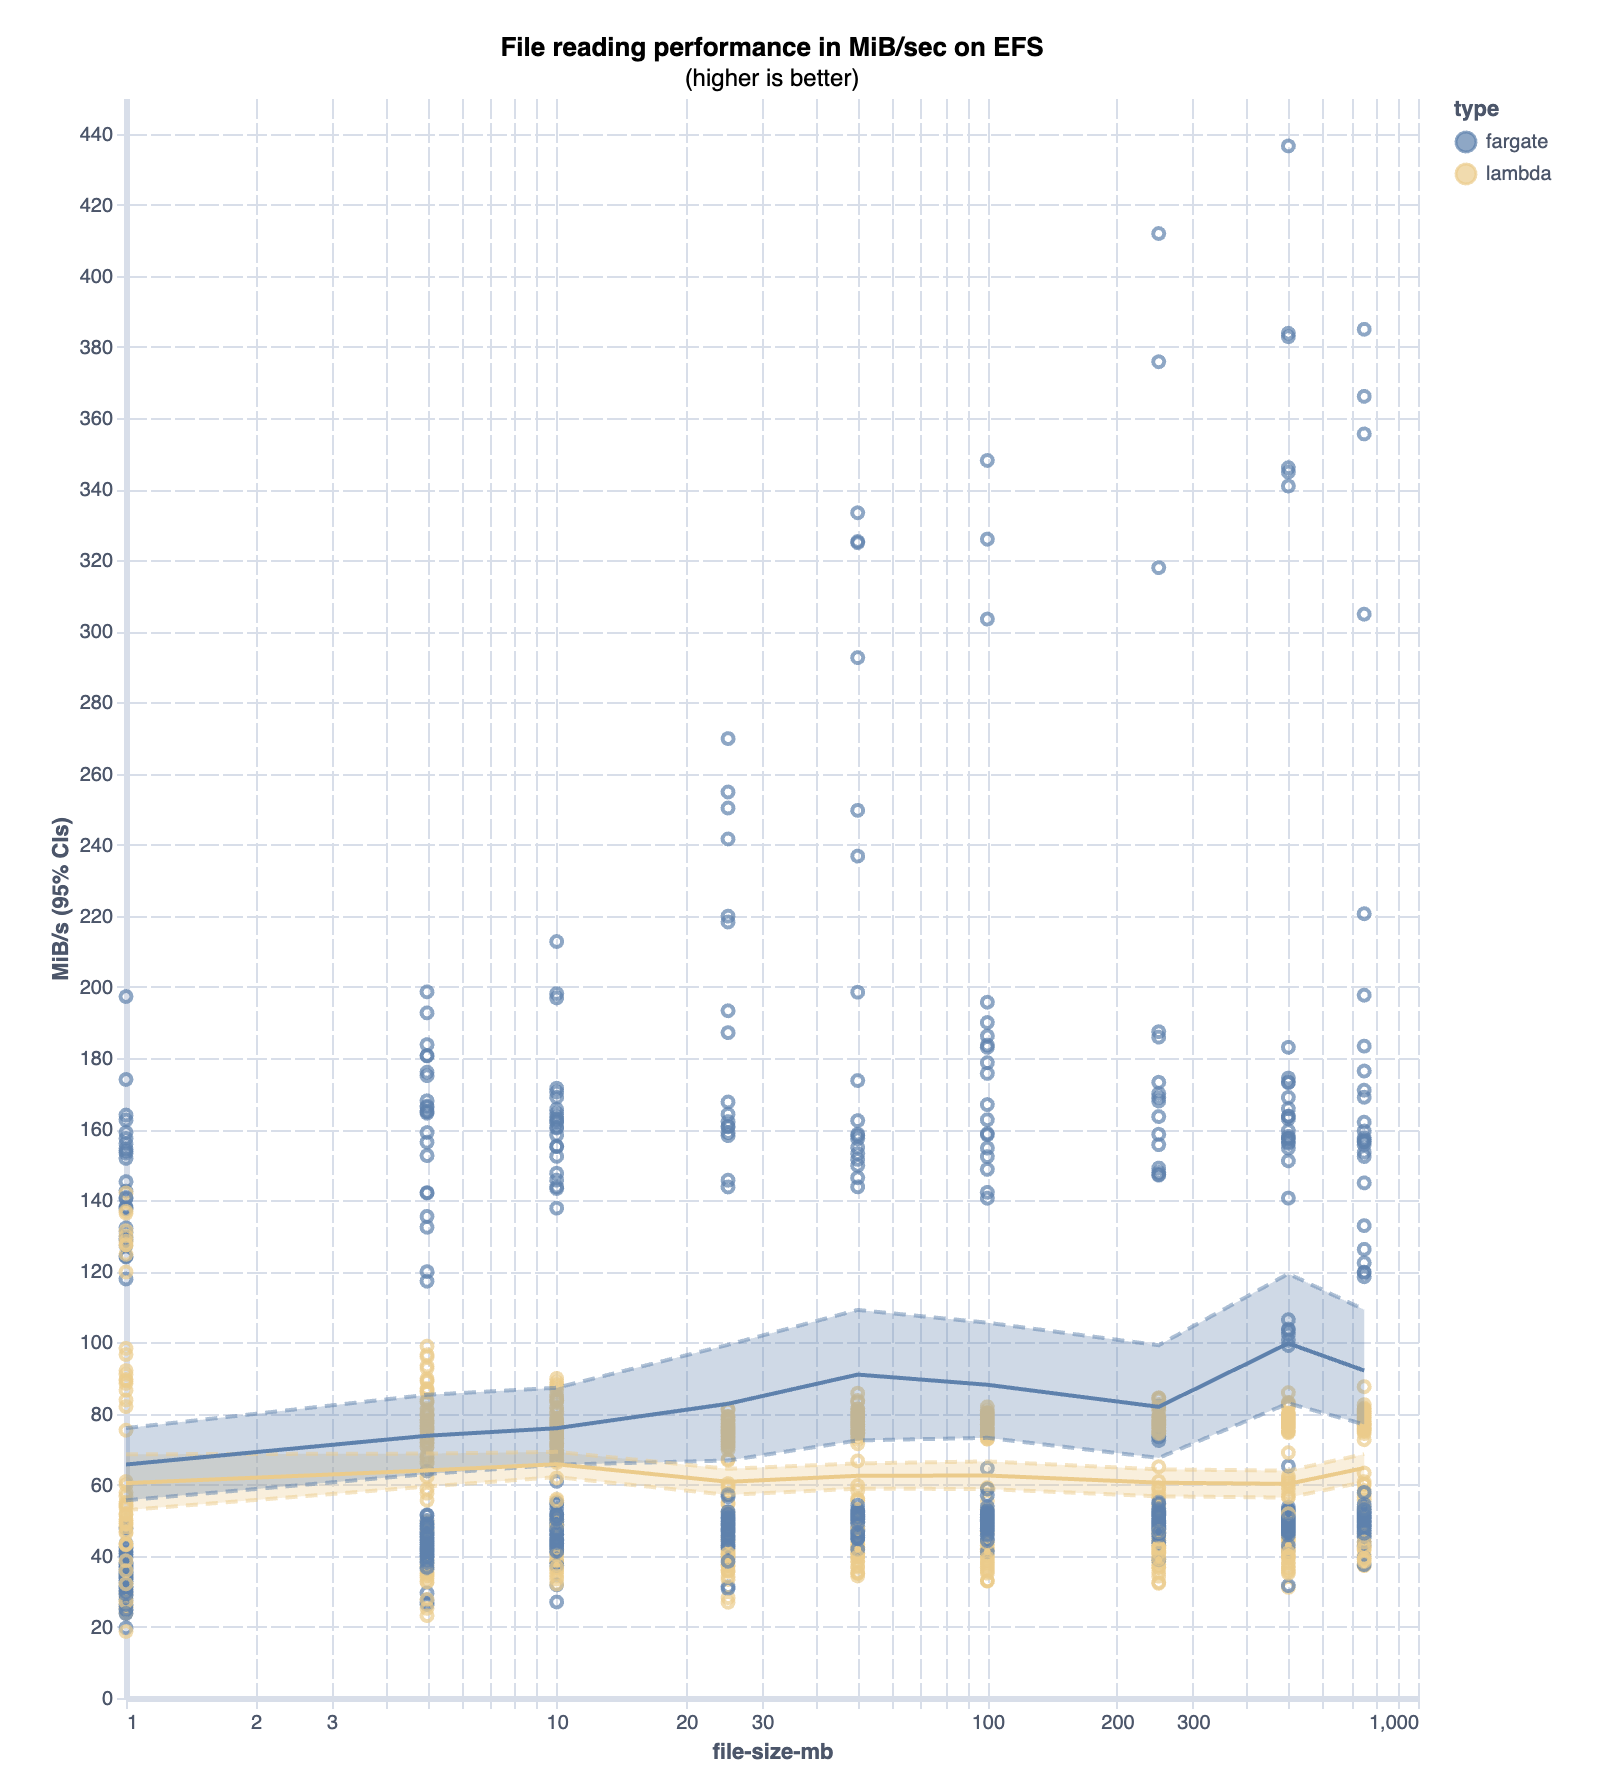 File reading performance in MiB/sec on EFS
(higher is better)
type
fargate
lambda
MiB/s (95% CIs)
440
420
400
380
360
340
320
300
280
260
240
220
200
180
160
140
120
100
80
60
40
20
0
1 2 3 10 20 30 100 200 300 1,000
file-size-mb